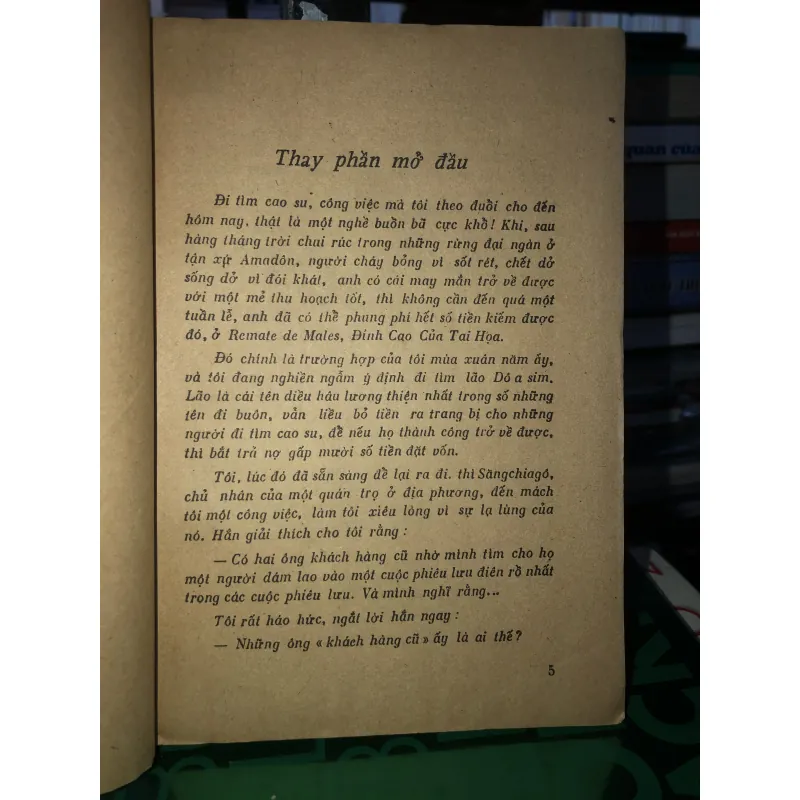 Thay phần mở đầu
Đi tìm cao su, công việc mà tôi theo đuổi cho đến
hôm nay, thật là một nghề buồn bã cực khổ! Khi, sau
hàng tháng trời chui rúc trong những rừng đại ngàn ở
tận xứ Amadôn, người cháy bỏng vì sốt rét, chết dở
sống dở vì đói khát, anh có cái may mắn trở về được
với một mẻ thu hoạch tốt, thì không cần đến quá một
tuần lễ, anh đã có thể phung phí hết số tiền kiếm được
đó, ở Remate de Males, Đỉnh Cao Của Tai Họa.
Đó chính là trường hợp của tôi mùa xuân năm ấy,
và tôi đang nghiền ngẫm ý định đi tìm lão Dôasim.
Lão là cái tên diều hâu lương thiện nhất trong số những
tên đi buôn, vẫn liều bỏ tiền ra trang bị cho những
người đi tìm cao su, để nếu họ thành công trở về được,
thì bắt trả nợ gấp mười số tiền đặt vốn.
Tôi, lúc đó đã sẵn sàng để lại ra đi. thì Săngchiagô,
chủ nhân của một quán trọ ở địa phương, đến mách
tôi một công việc, làm tôi xiêu lòng vì sự lạ lùng của
nó. Hắn giải thích cho tôi rằng :
— Có hai ông khách hàng cũ nhờ mình tìm cho họ
một người dám lao vào một cuộc phiêu lưu điên rồ nhất
trong các cuộc phiêu lưu. Và mình nghĩ rằng...
Tôi rất háo hức, ngắt lời hắn ngay :
— Những ông « khách hàng cũ » ấy là ai thế ?
5
quan của